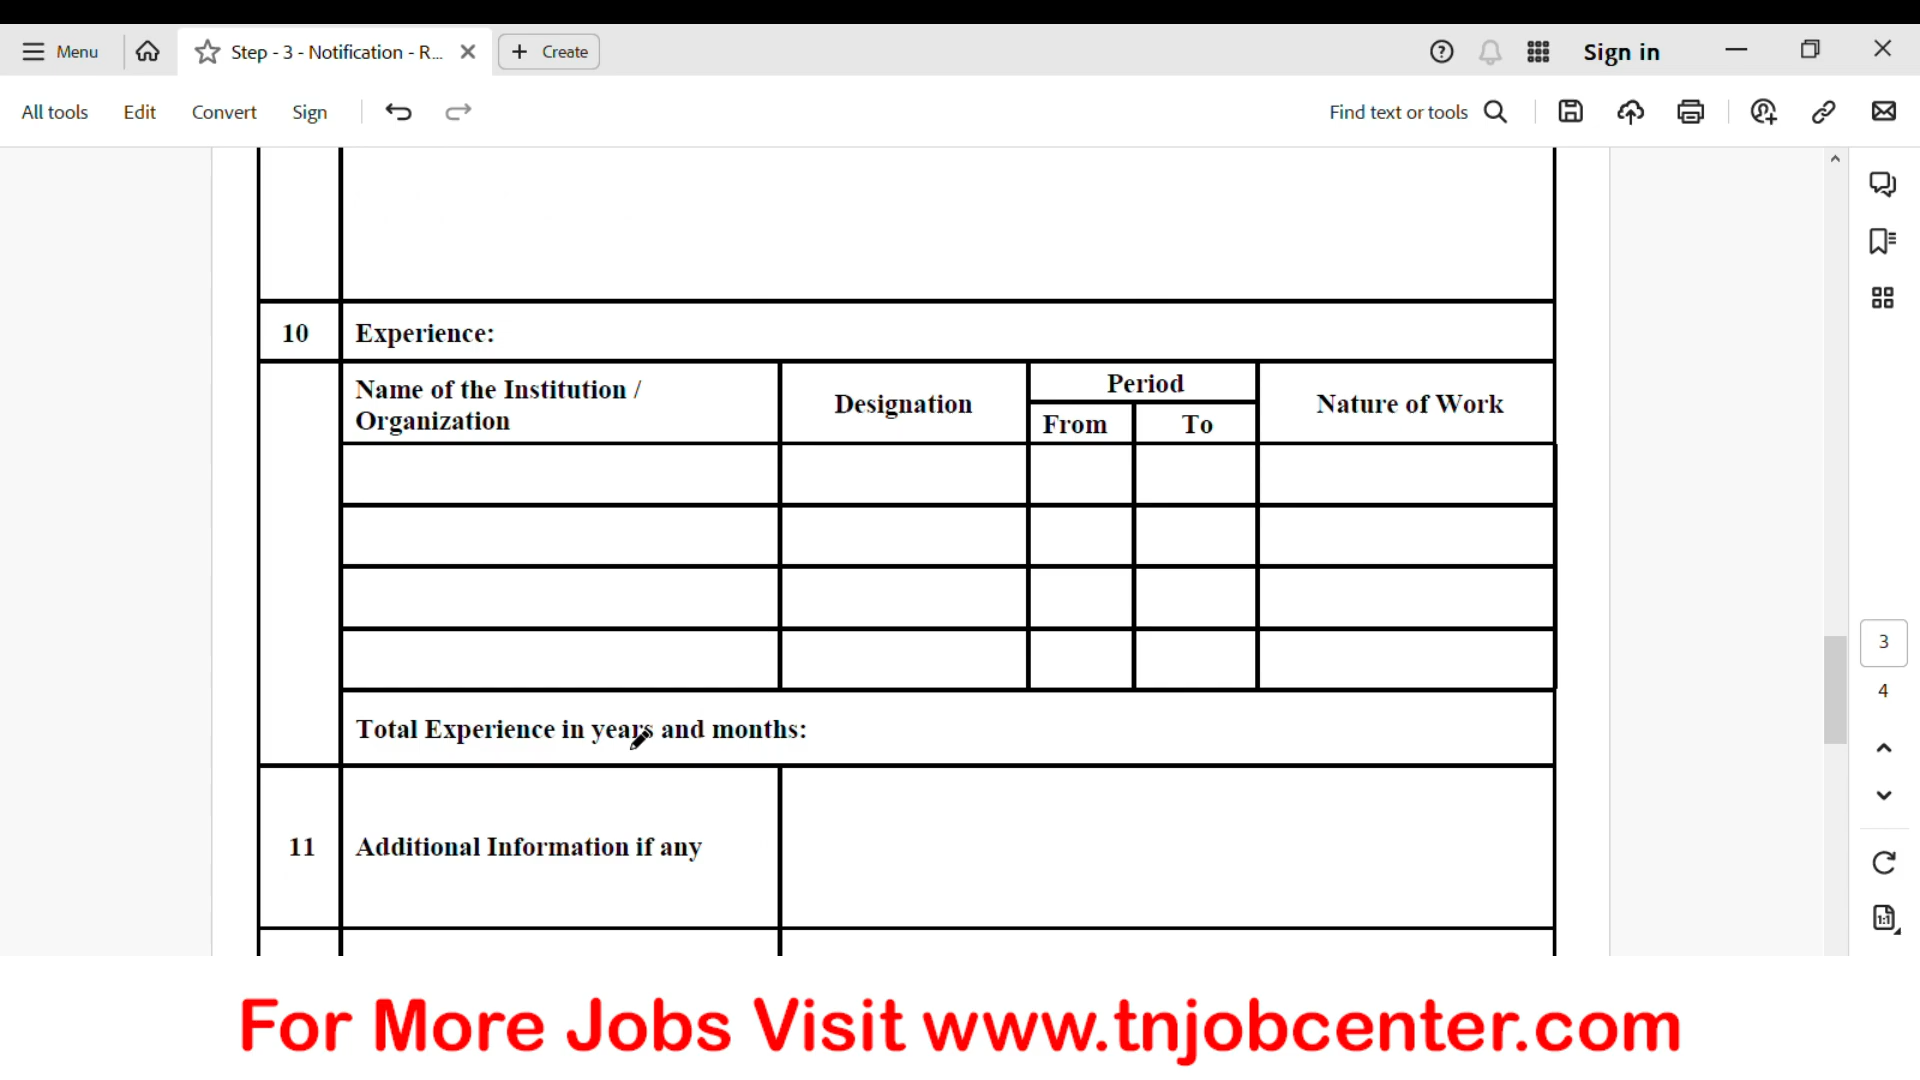 Menu
Step - 3 - Notification - R...
Create
Sign in
All tools
Edit
Convert
Sign
Find text or tools
10
Experience:
Name of the Institution /
Organization
Designation
Period
From
To
Nature of Work
Total Experience in years and months:
11
Additional Information if any
3
4
1:1
For More Jobs Visit www.tnjobcenter.com